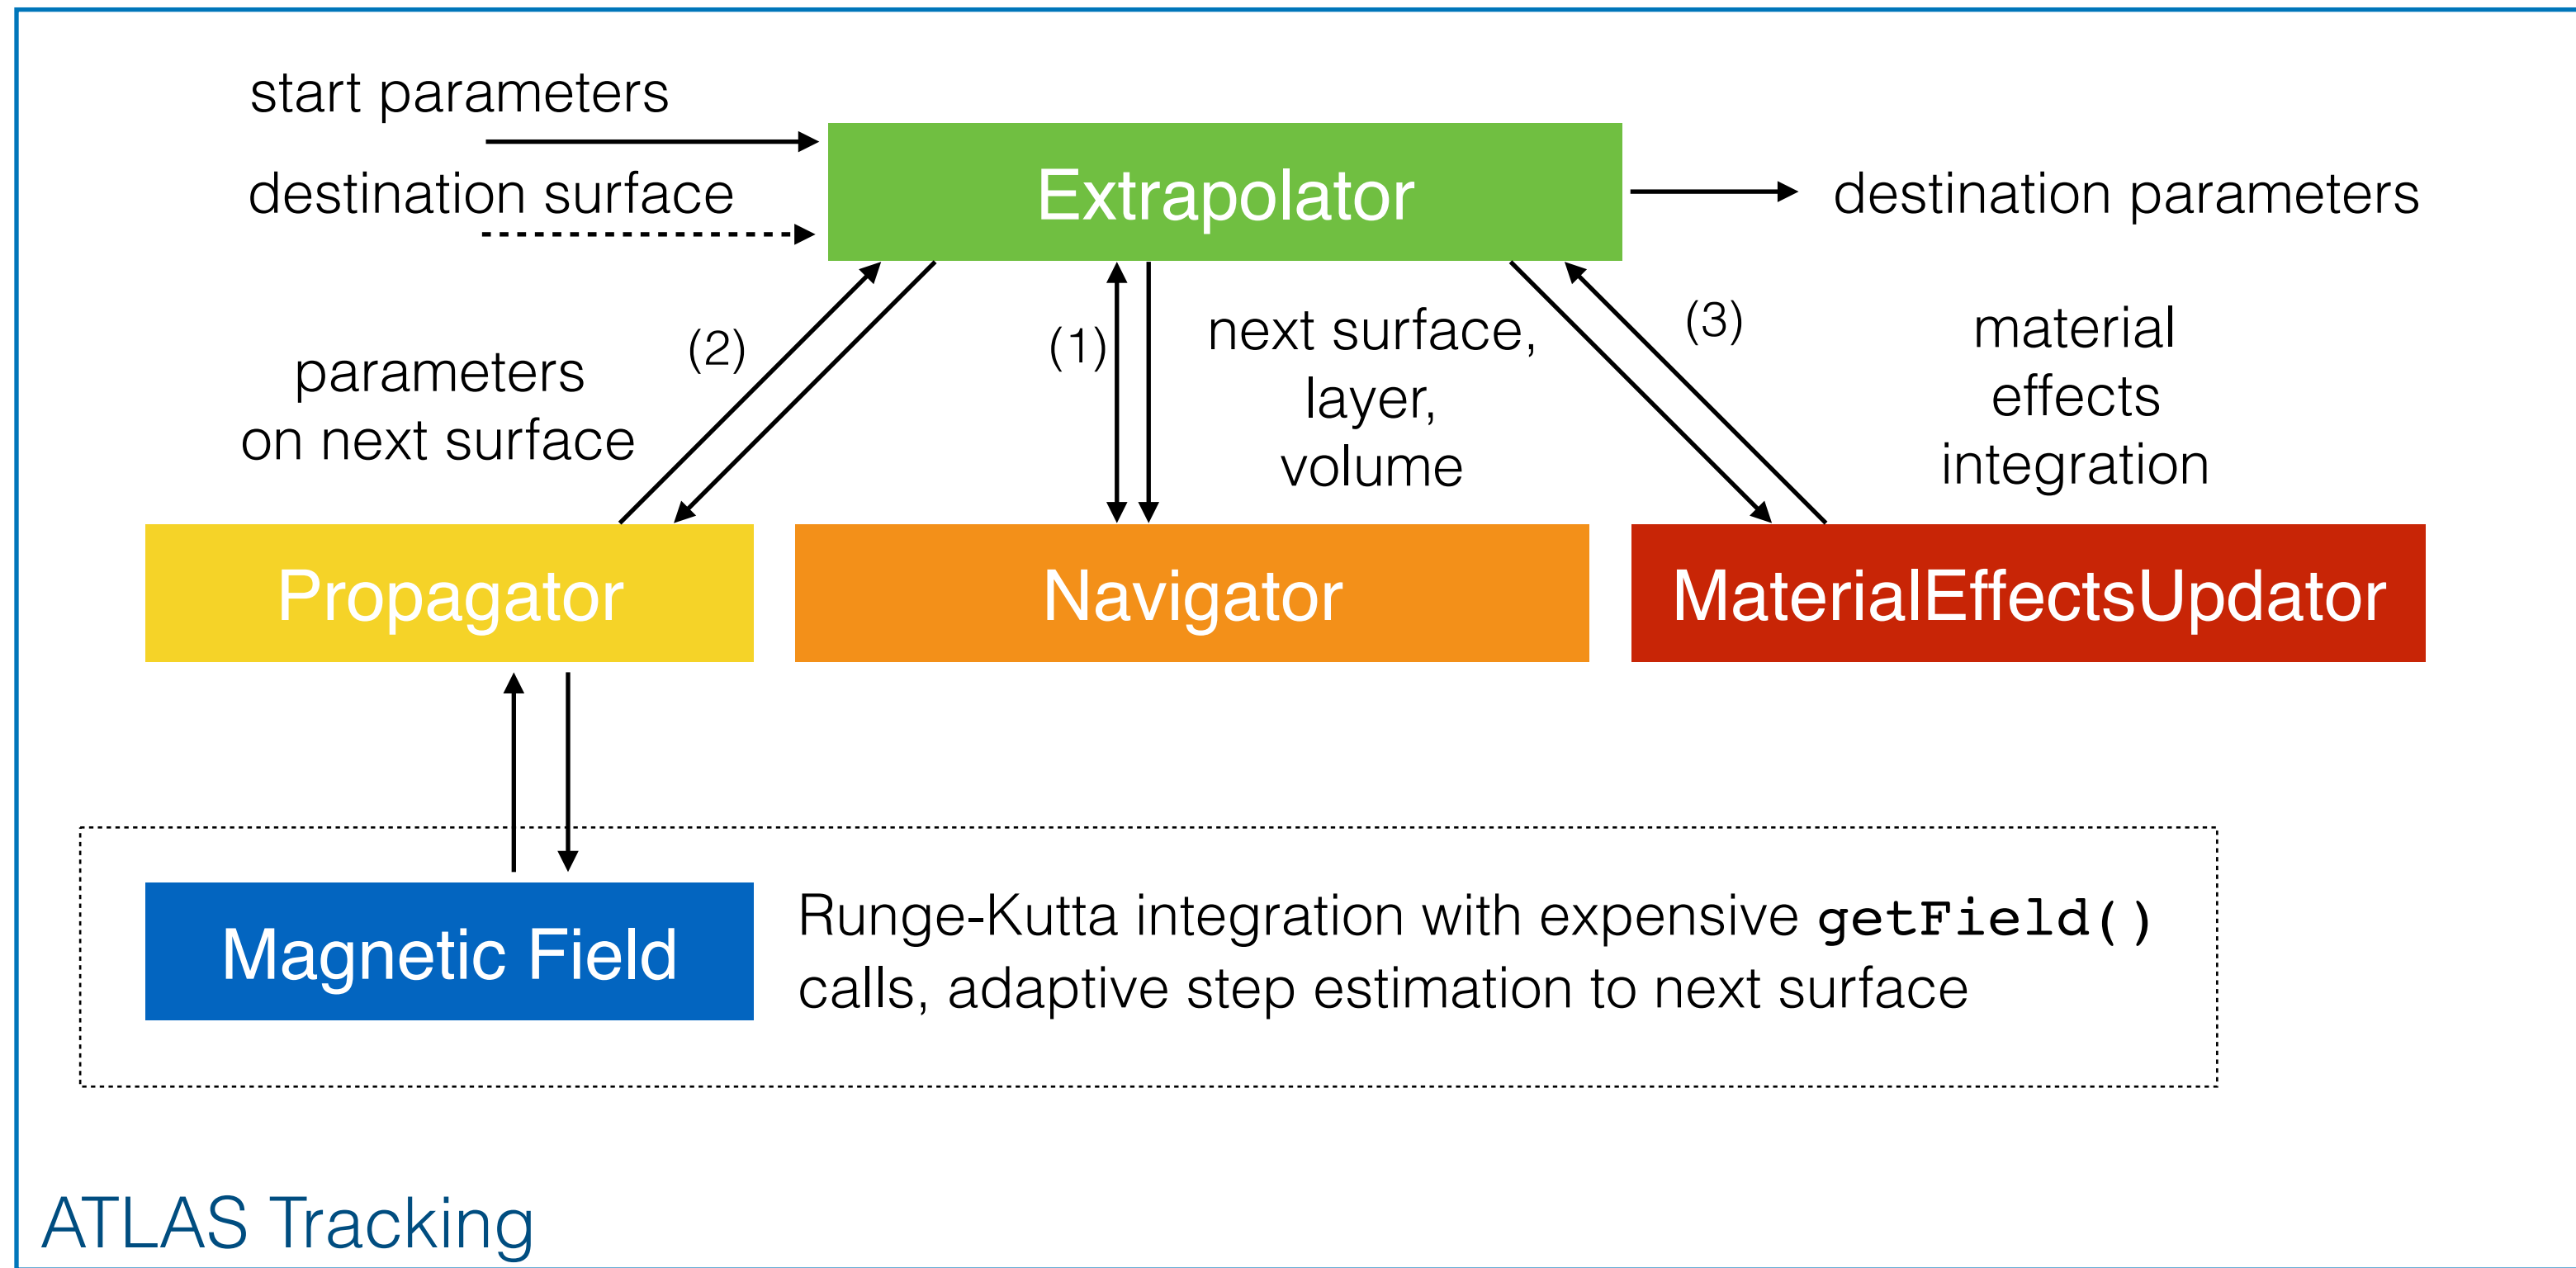 start parameters
destination surface
Extrapolator
destination parameters
(2)
parameters
on next surface
(1)
next surface,
layer,
volume
(3)
material
effects
integration
Propagator
Navigator
MaterialEffectsUpdator
Magnetic Field
Runge-Kutta integration with expensive getField()
calls, adaptive step estimation to next surface
ATLAS Tracking